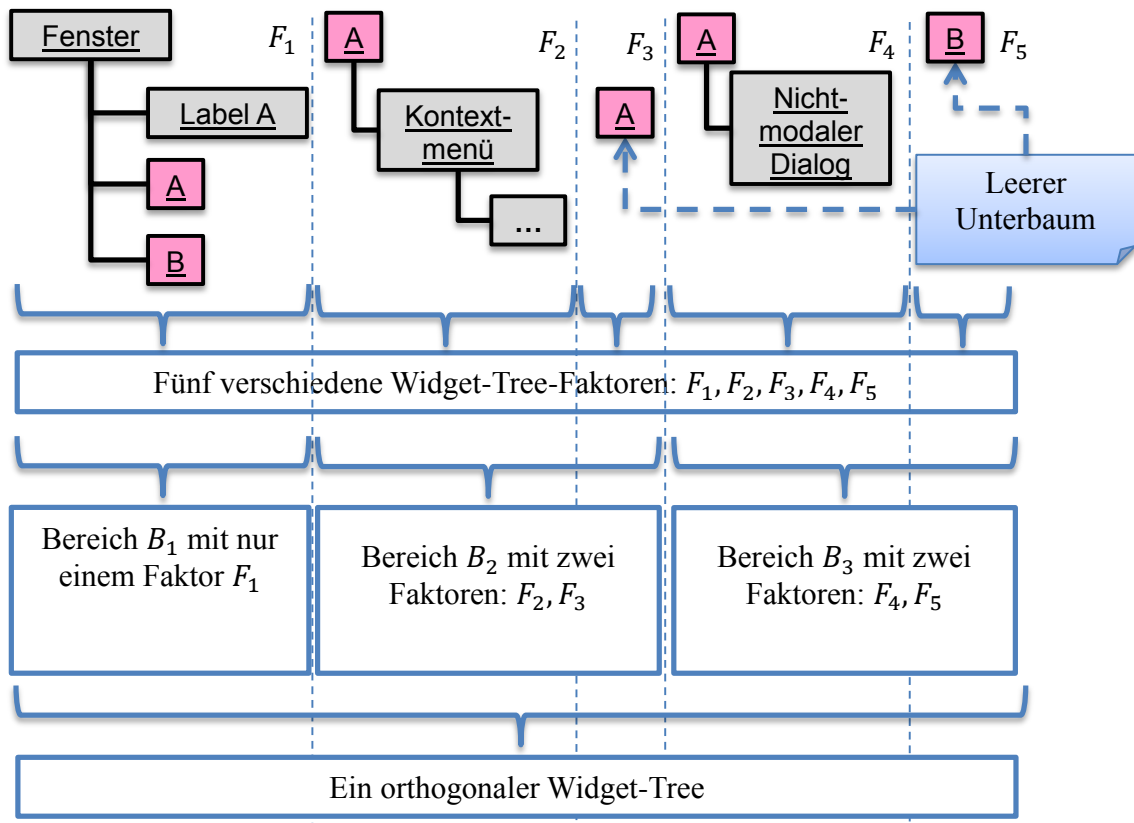 Fenster
F₁
Label A
A
B
A
F₂
Kontext-
menü
...
F₃
A
A
F₄
Nicht-
modaler
Dialog
B
F₅
Leerer
Unterbaum
Fünf verschiedene Widget-Tree-Faktoren: F₁, F₂, F₃, F₄, F₅
Bereich B₁ mit nur
einem Faktor F₁
Bereich B₂ mit zwei
Faktoren: F₂, F₃
Bereich B₃ mit zwei
Faktoren: F₄, F₅
Ein orthogonaler Widget-Tree